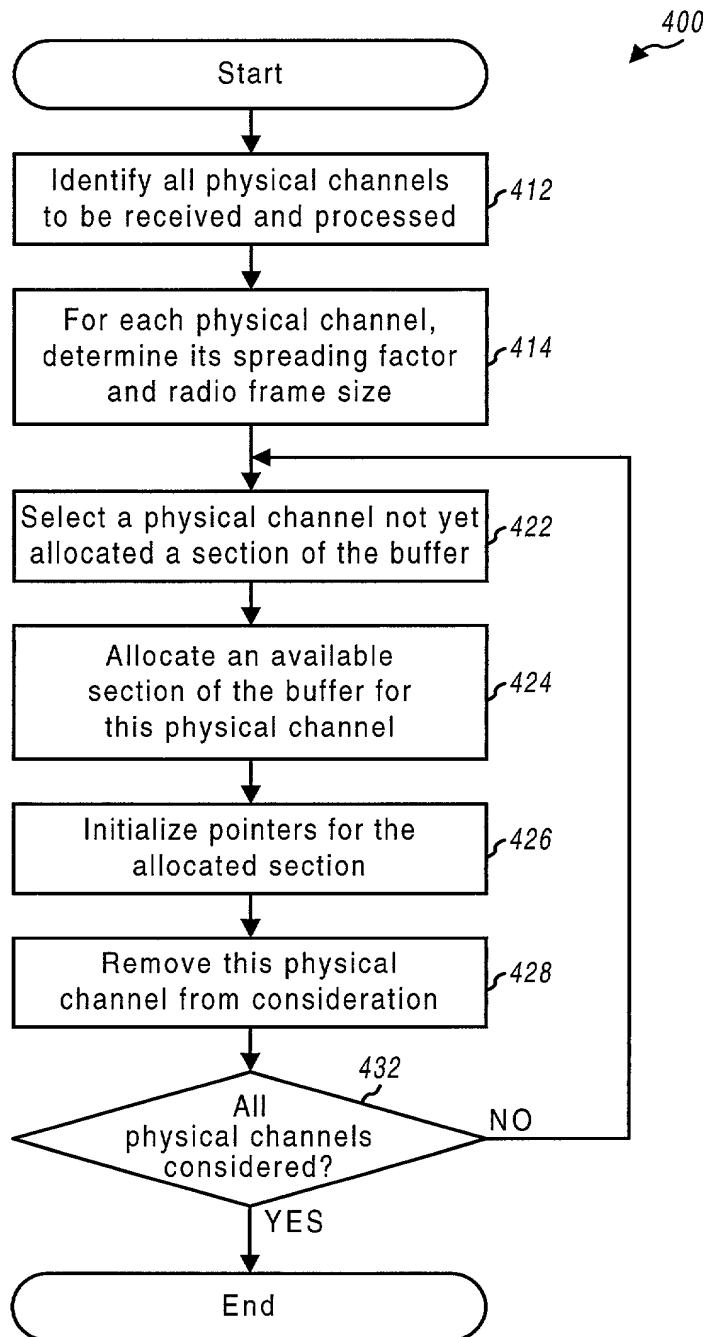 400
Start
Identify all physical channels
to be received and processed
412
For each physical channel,
determine its spreading factor
and radio frame size
414
Select a physical channel not yet
allocated a section of the buffer
422
Allocate an available
section of the buffer for
this physical channel
424
Initialize pointers for the
allocated section
426
Remove this physical
channel from consideration
428
432
All
physical channels
considered?
NO
YES
End